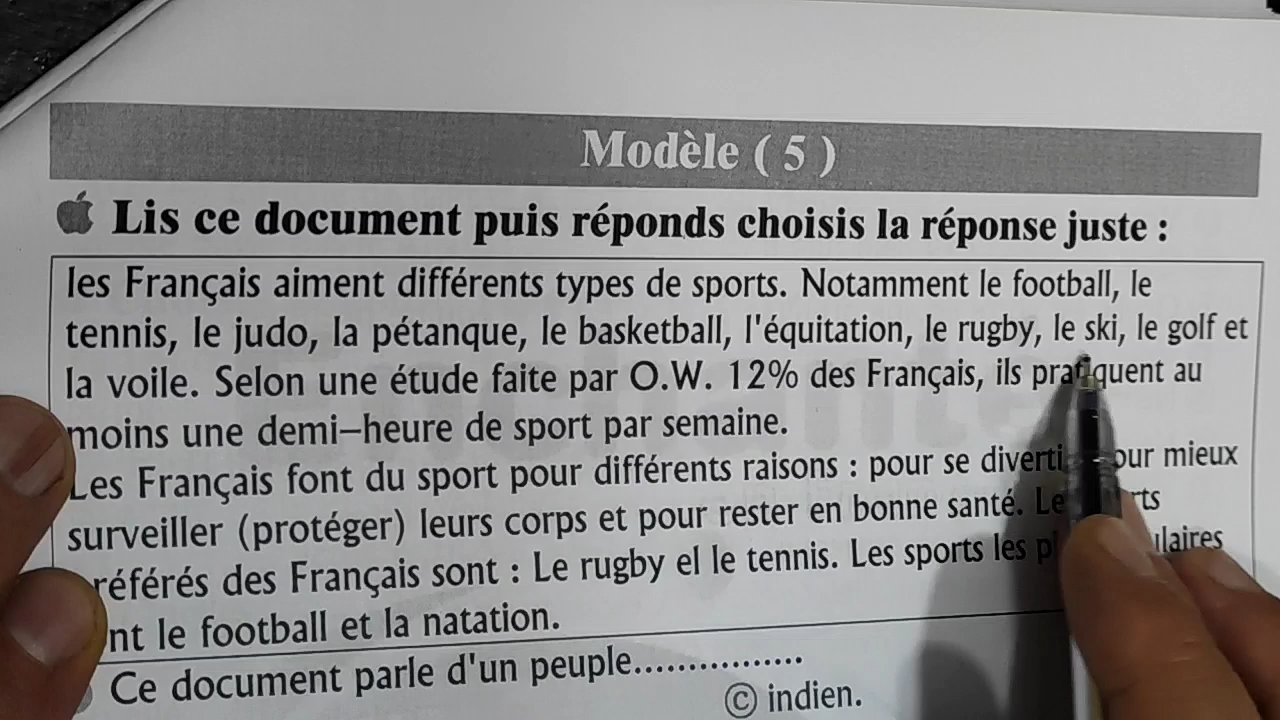 Modèle ( 5 )
Lis ce document puis réponds choisis la réponse juste :
les Français aiment différents types de sports. Notamment le football, le
tennis, le judo, la pétanque, le basketball, l'équitation, le rugby, le ski, le golf et
la voile. Selon une étude faite par O.W. 12% des Français, ils pratiquent au
moins une demi-heure de sport par semaine.
Les Français font du sport pour différents raisons : pour se diverti our mieux
surveiller (protéger) leurs corps et pour rester en bonne santé. Le rts
référés des Français sont : Le rugby el le tennis. Les sports les p laires
nt le football et la natation.
Ce document parle d'un peuple................
© indien.